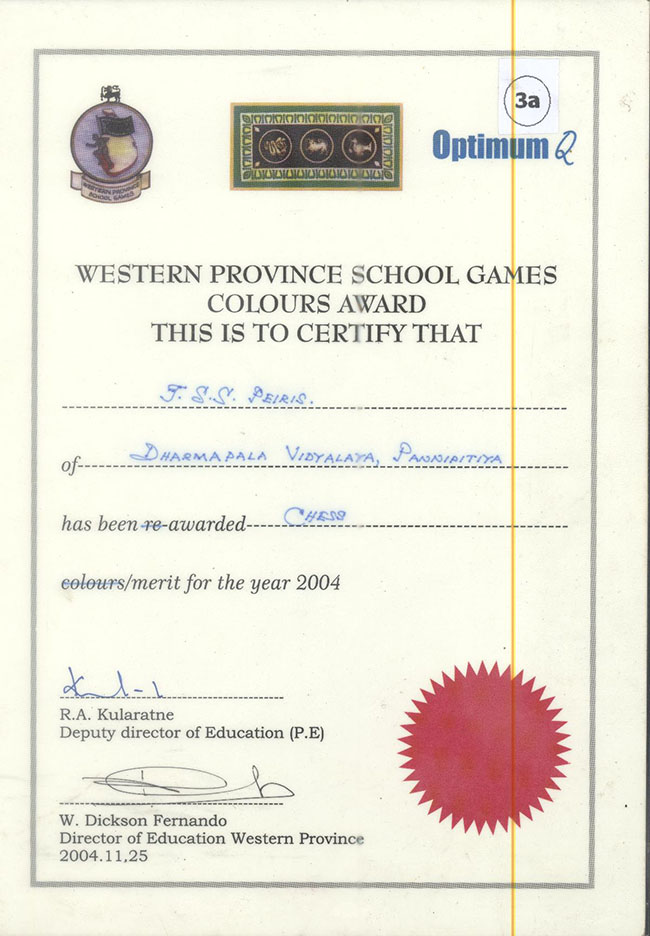 3a
WESTERN PROVINCE
SCHOOL GAMES
Optimum Q
WESTERN PROVINCE SCHOOL GAMES
COLOURS AWARD
THIS IS TO CERTIFY THAT
T. S. S. PEIRIS.
of DHARMAPALA VIDYALAYA, PANNIPITIYA
has been re-awarded CHESS
colours/merit for the year 2004
R.A. Kularatne
Deputy director of Education (P.E)
W. Dickson Fernando
Director of Education Western Province
2004.11,25